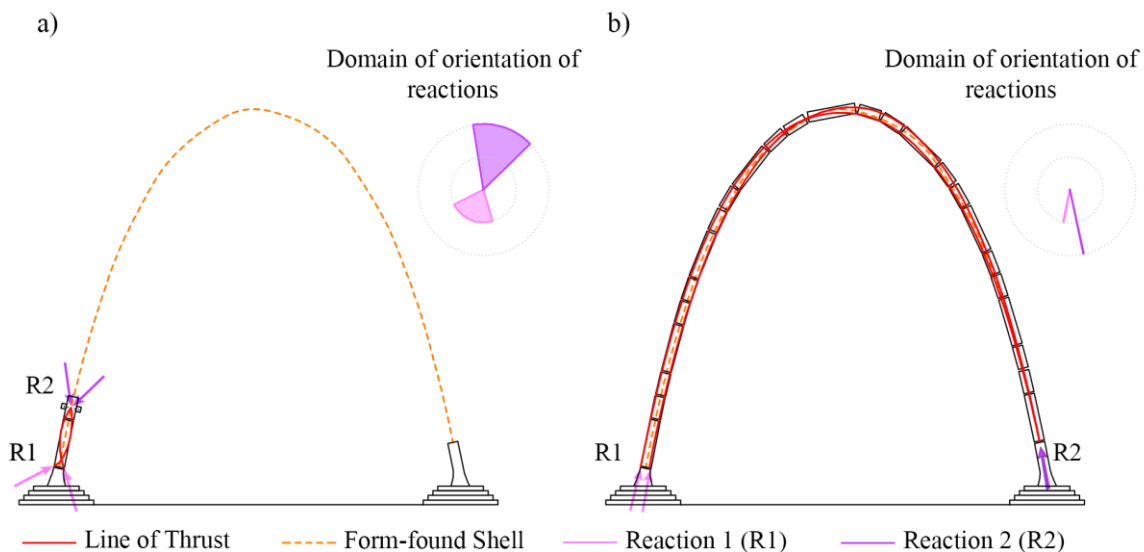 a)
Domain of orientation of
reactions
R2
R1
b)
Domain of orientation of
reactions
R1
R2
Line of Thrust
Form-found Shell
Reaction 1 (R1)
Reaction 2 (R2)